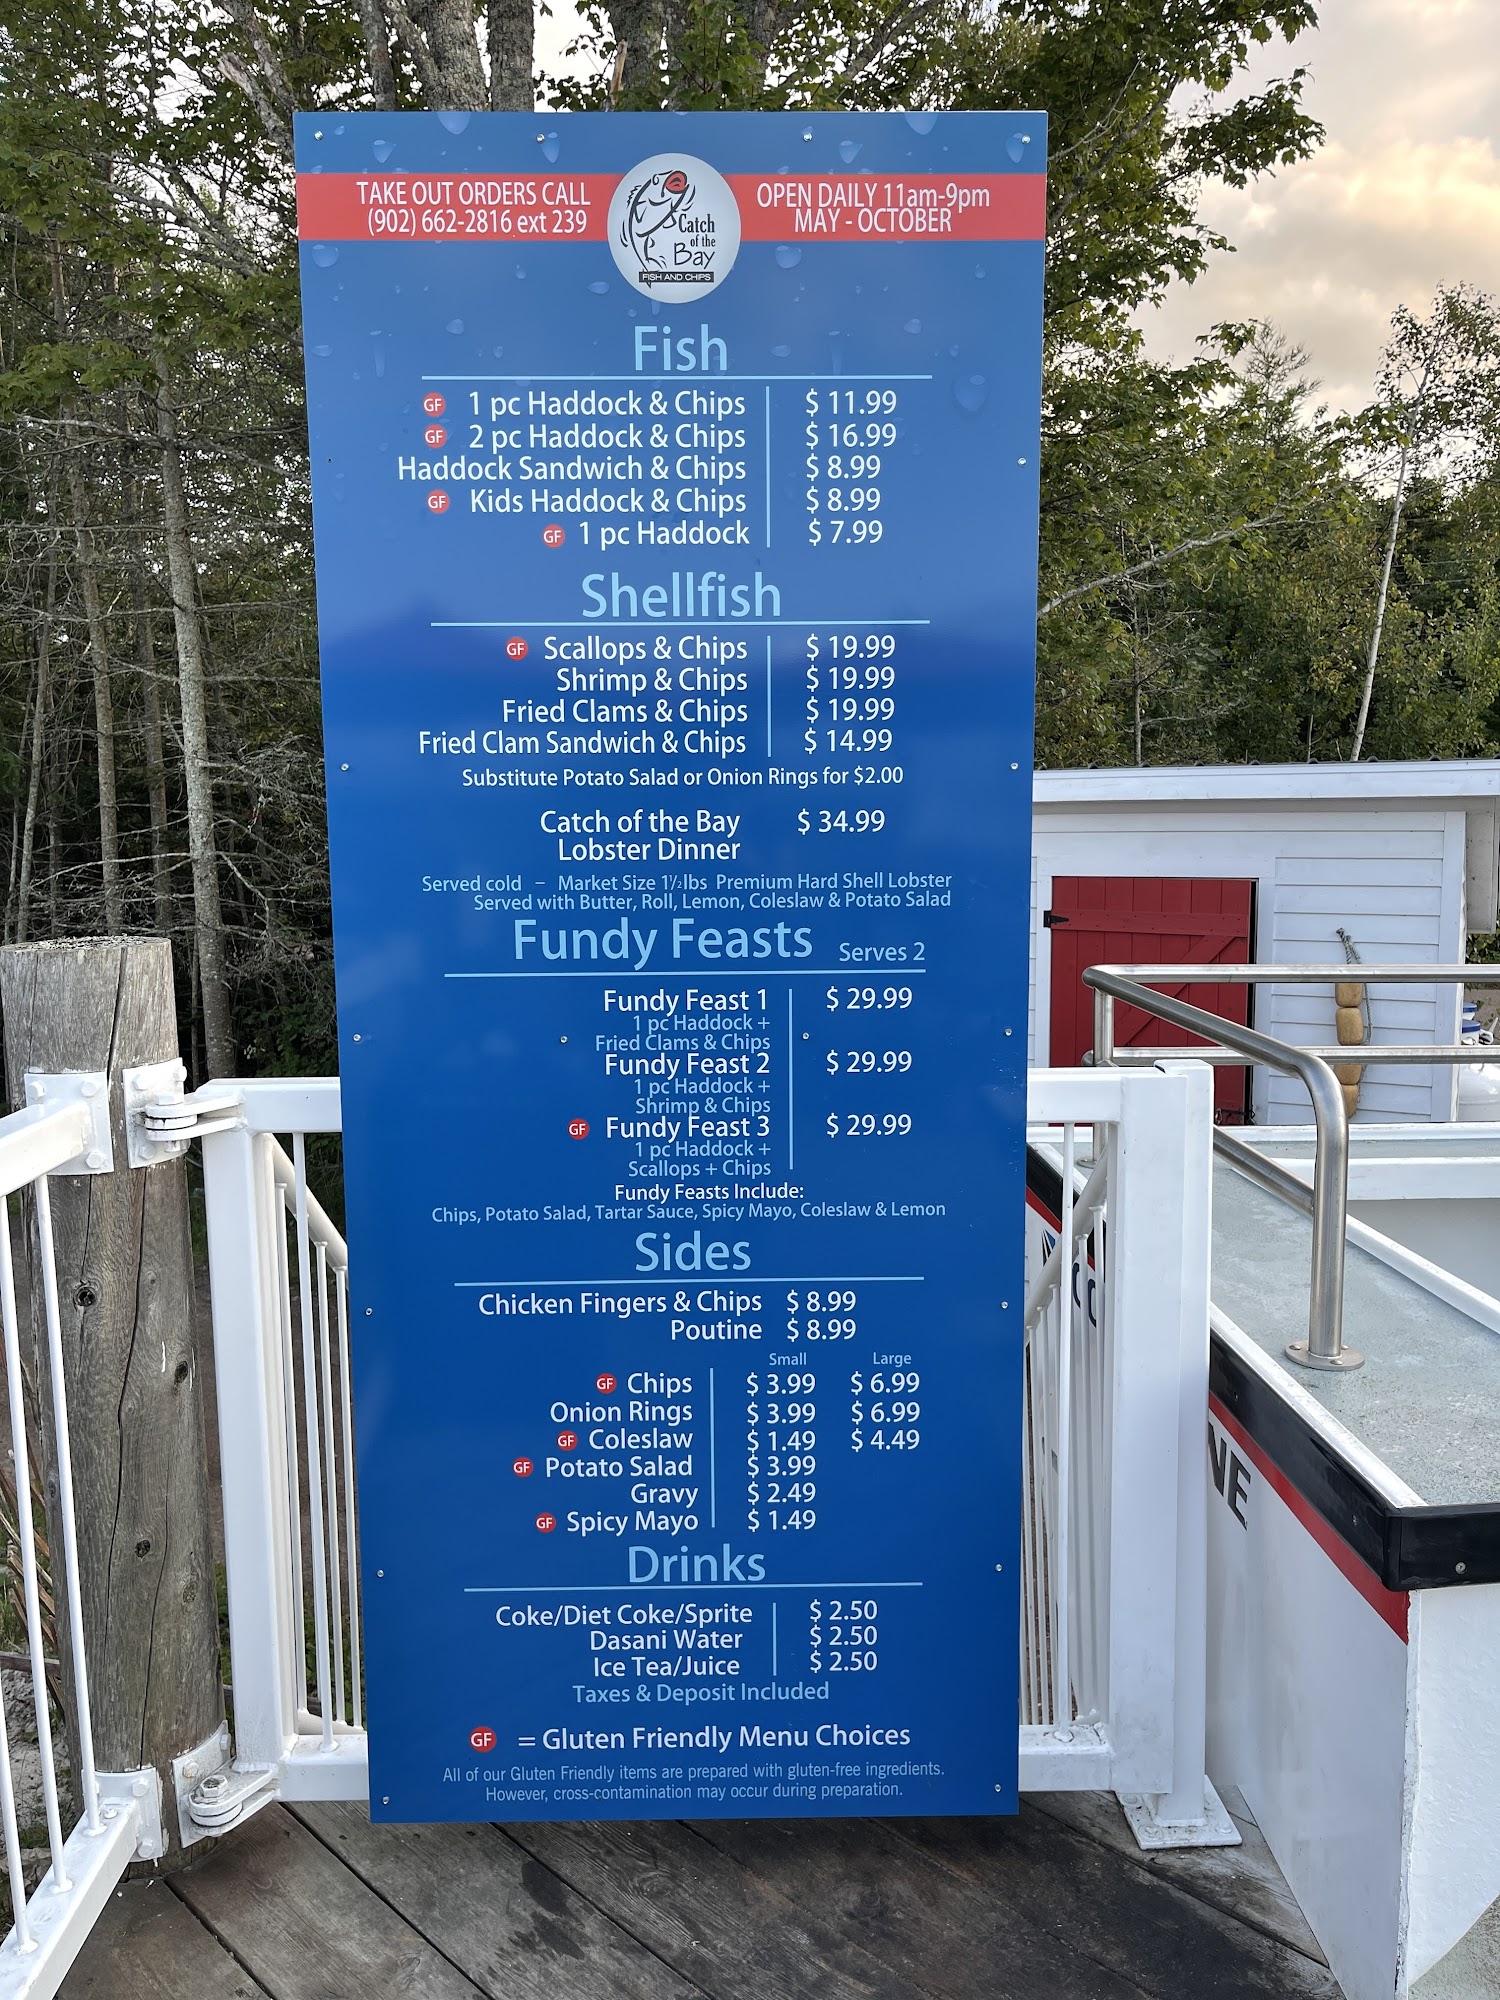 TAKE OUT ORDERS CALL
(902) 662-2816 ext 239
Catch
of the
Bay
FISH AND CHIPS
OPEN DAILY 11am-9pm
MAY - OCTOBER
Fish
GF 1 pc Haddock & Chips $ 11.99
GF 2 pc Haddock & Chips $ 16.99
Haddock Sandwich & Chips $ 8.99
GF Kids Haddock & Chips $ 8.99
GF 1 pc Haddock $ 7.99
Shellfish
GF Scallops & Chips $ 19.99
Shrimp & Chips $ 19.99
Fried Clams & Chips $ 19.99
Fried Clam Sandwich & Chips $ 14.99
Substitute Potato Salad or Onion Rings for $2.00
Catch of the Bay $ 34.99
Lobster Dinner
Served cold – Market Size 1½lbs Premium Hard Shell Lobster
Served with Butter, Roll, Lemon, Coleslaw & Potato Salad
Fundy Feasts Serves 2
Fundy Feast 1 $ 29.99
1 pc Haddock +
Fried Clams & Chips
Fundy Feast 2 $ 29.99
1 pc Haddock +
Shrimp & Chips
GF Fundy Feast 3 $ 29.99
1 pc Haddock +
Scallops + Chips
Fundy Feasts Include:
Chips, Potato Salad, Tartar Sauce, Spicy Mayo, Coleslaw & Lemon
Sides
Chicken Fingers & Chips $ 8.99
Poutine $ 8.99
Small Large
GF Chips $ 3.99 $ 6.99
Onion Rings $ 3.99 $ 6.99
GF Coleslaw $ 1.49 $ 4.49
GF Potato Salad $ 3.99
Gravy $ 2.49
GF Spicy Mayo $ 1.49
Drinks
Coke/Diet Coke/Sprite $ 2.50
Dasani Water $ 2.50
Ice Tea/Juice $ 2.50
Taxes & Deposit Included
GF = Gluten Friendly Menu Choices
All of our Gluten Friendly items are prepared with gluten-free ingredients.
However, cross-contamination may occur during preparation.